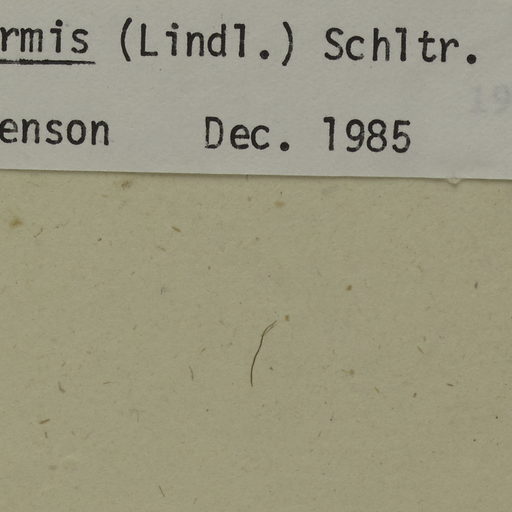 rmis (Lindl.) Schltr.
enson Dec. 1985